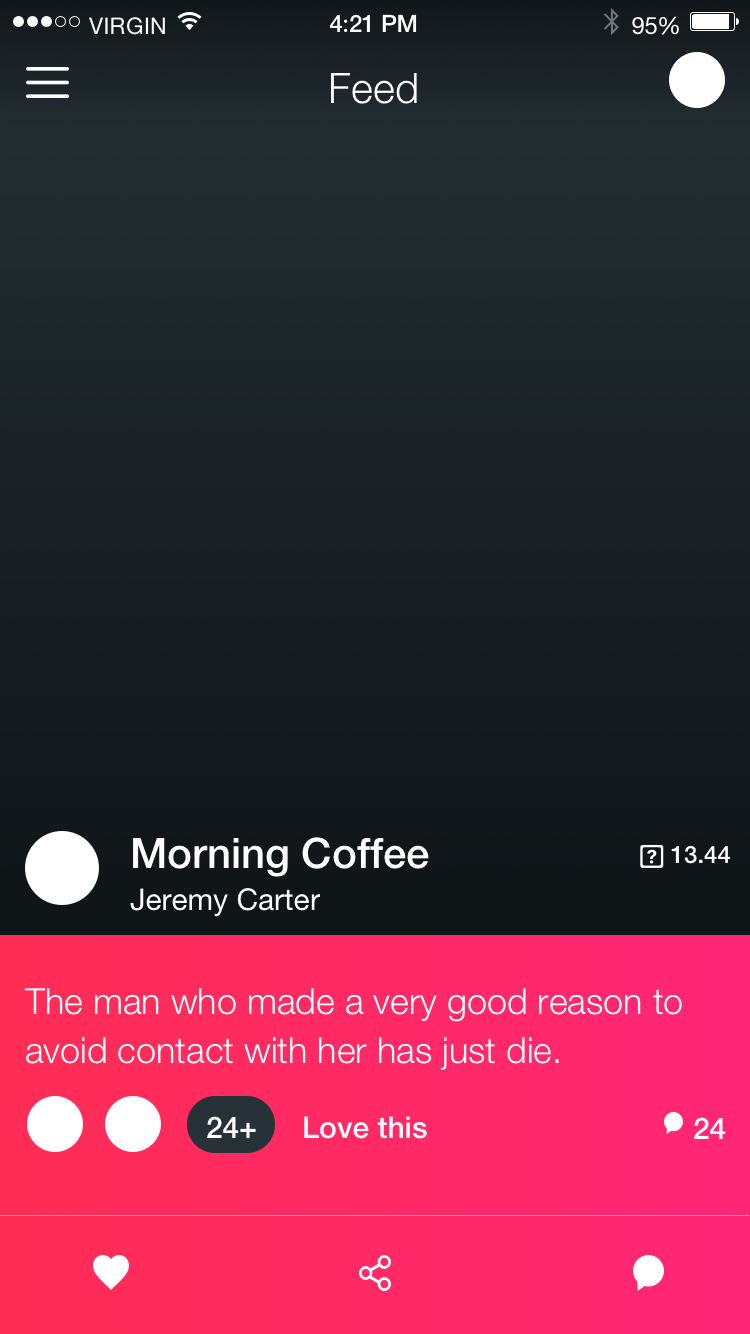 VIRGIN 4:21 PM 95%
Feed
Morning Coffee
? 13.44
Jeremy Carter
The man who made a very good reason to
avoid contact with her has just die.
24+ Love this 24